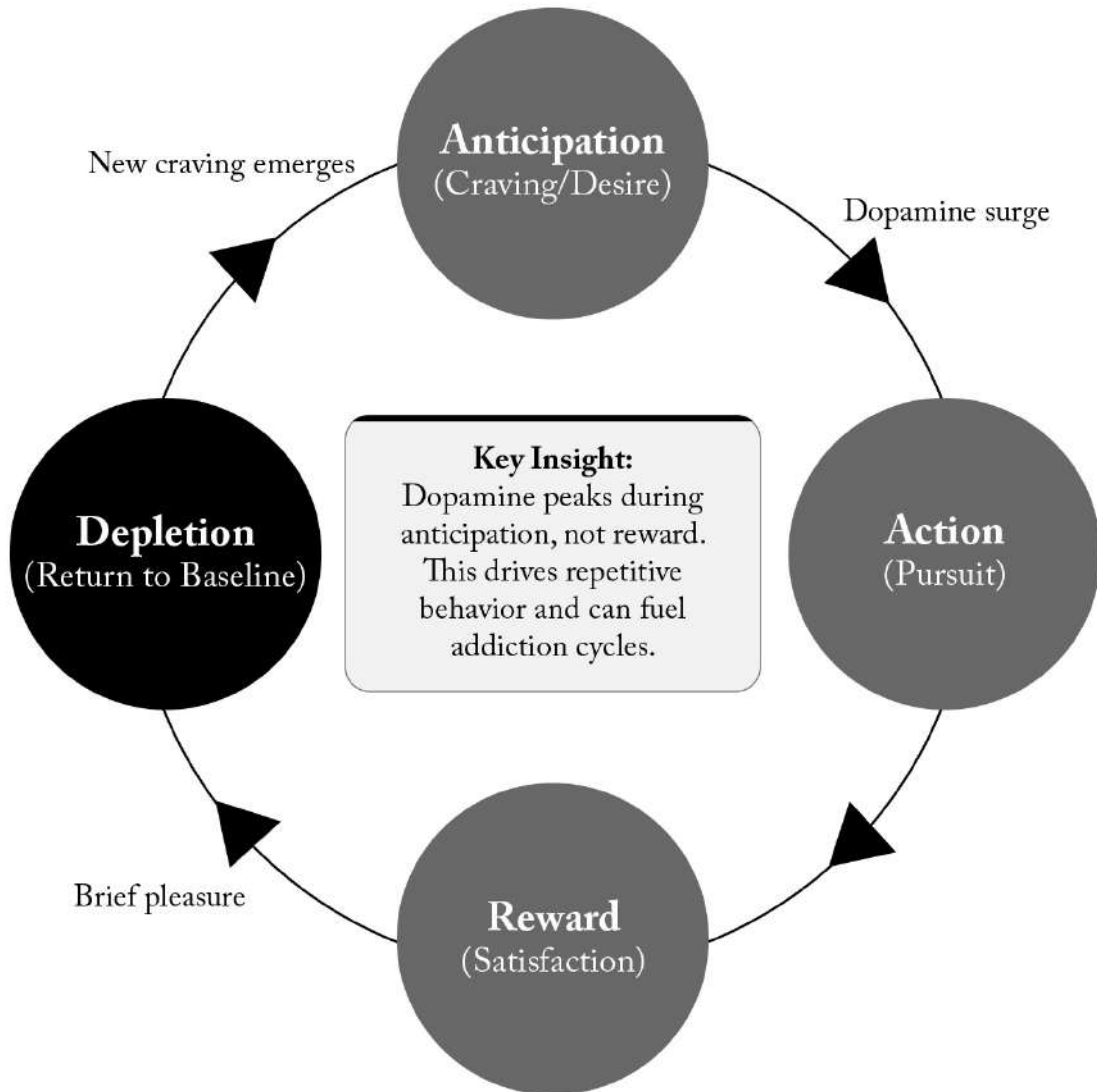 Anticipation
(Craving/Desire)
New craving emerges
Dopamine surge
Key Insight:
Dopamine peaks during
anticipation, not reward.
This drives repetitive
behavior and can fuel
addiction cycles.
Depletion
(Return to Baseline)
Action
(Pursuit)
Brief pleasure
Reward
(Satisfaction)